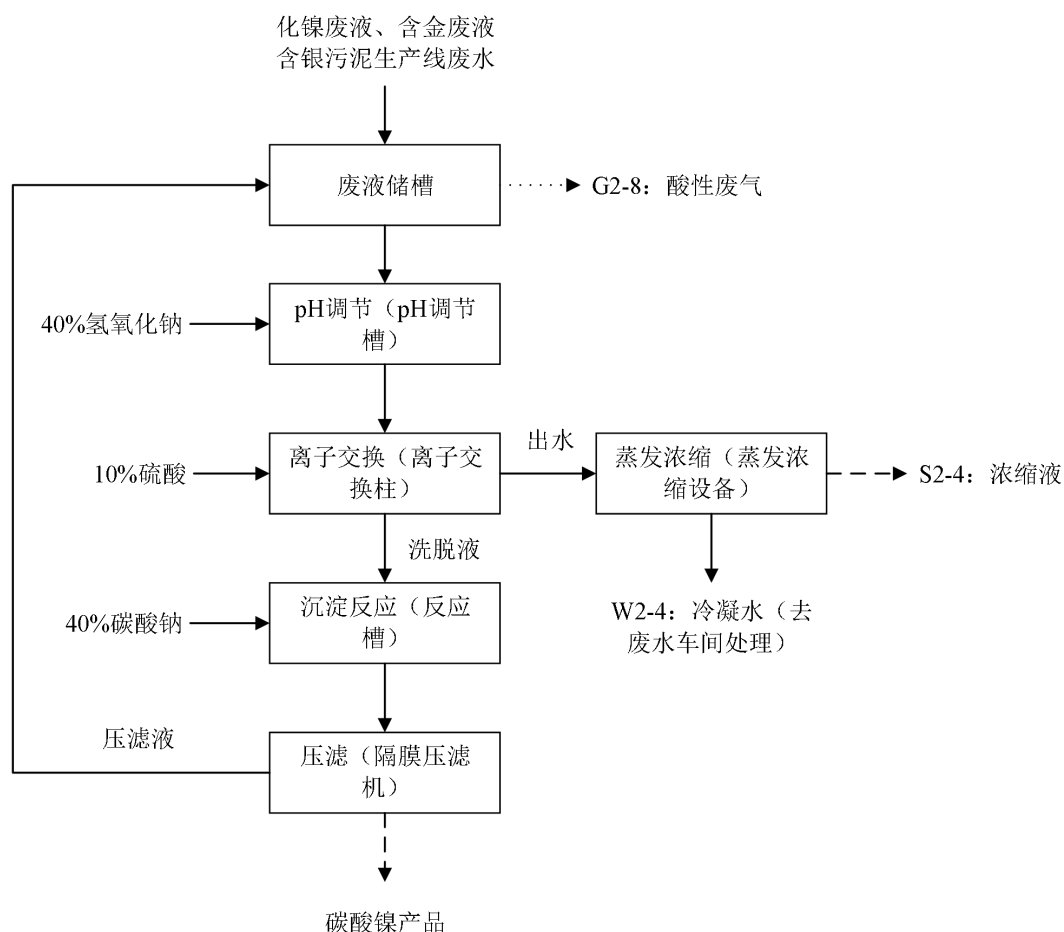 化镍废液、含金废液
含银污泥生产线废水
废液储槽
G2-8：酸性废气
40%氢氧化钠
pH调节（pH调节
槽）
10%硫酸
离子交换（离子交
换柱）
出水
蒸发浓缩（蒸发浓
缩设备）
S2-4：浓缩液
洗脱液
W2-4：冷凝水（去
废水车间处理）
40%碳酸钠
沉淀反应（反应
槽）
压滤液
压滤（隔膜压滤
机）
碳酸镍产品